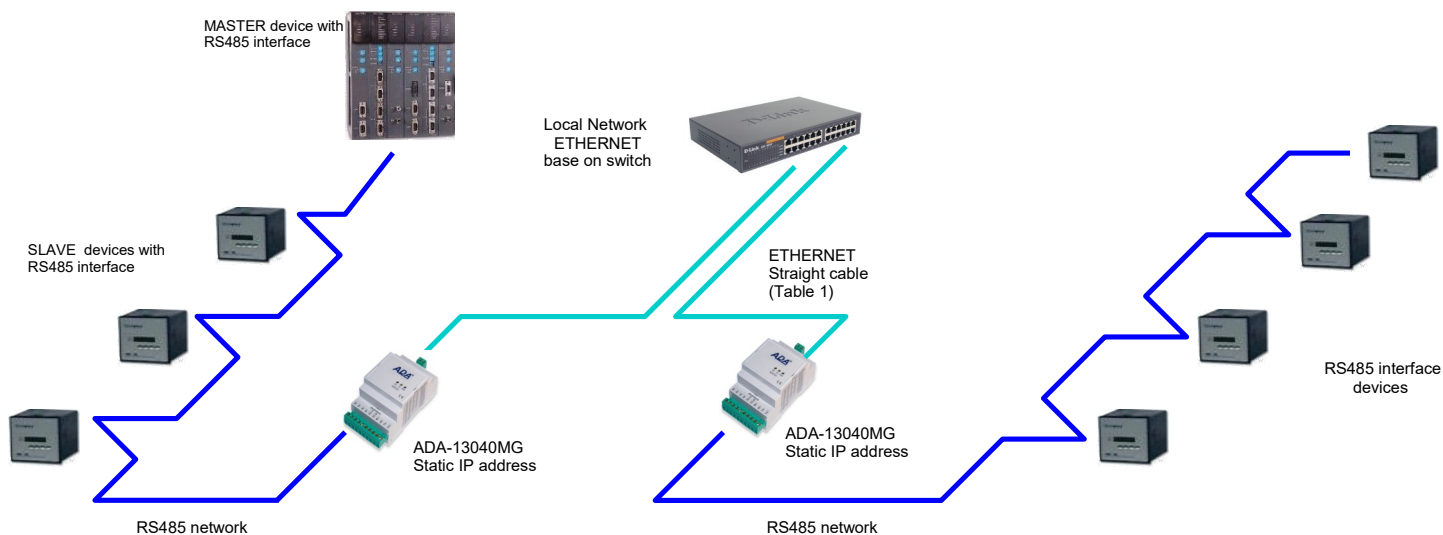 MASTER device with
RS485 interface
Local Network
ETHERNET
base on switch
D-Link
SLAVE  devices with
RS485 interface
ETHERNET
Straight cable
(Table 1)
ADA
ADA
RS485 interface
devices
ADA-13040MG
Static IP address
ADA-13040MG
Static IP address
RS485 network
RS485 network